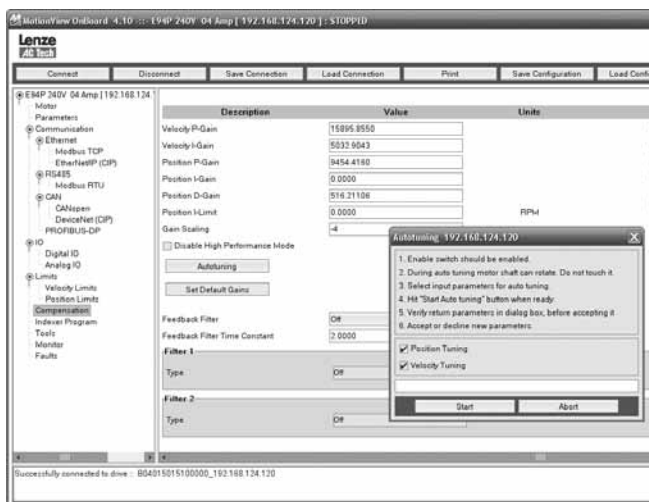 MotionView OnBoard 4.10 -::- E94P 240V 04 Amp [ 192.168.124.120 ] : STOPPED
Lenze
AC Tech
Connect Disconnect Save Connection Load Connection Print Save Configuration Load Confi
E94P 240V 04 Amp [192.168.124.
Motor
Parameters
Communication
Ethernet
Modbus TCP
EtherNet/IP (CIP)
RS485
Modbus RTU
CAN
CANopen
DeviceNet (CIP)
PROFIBUS-DP
IO
Digital IO
Analog IO
Limits
Velocity Limits
Position Limits
Compensation
Indexer Program
Tools
Monitor
Faults
Description Value Units
Velocity P-Gain 15895.8550
Velocity I-Gain 5032.9043
Position P-Gain 9454.4180
Position I-Gain 0.0000
Position D-Gain 516.21106
Position I-Limit 0.0000 RPM
Gain Scaling -4
Disable High Performance Mode
Autotuning
Set Default Gains
Feedback Filter Off
Feedback Filter Time Constant 2.0000
Filter 1
Type Off
Filter 2
Type Off
Autotuning 192.168.124.120
1. Enable switch should be enabled.
2. During auto tuning motor shaft can rotate. Do not touch it.
3. Select input parameters for auto tuning.
4. Hit "Start Auto tuning" button when ready.
5. Verify return parameters in dialog box, before accepting it
6. Accept or decline new parameters.
Position Tuning
Velocity Tuning
Start Abort
Successfully connected to drive :: B04015015100000_192.168.124.120